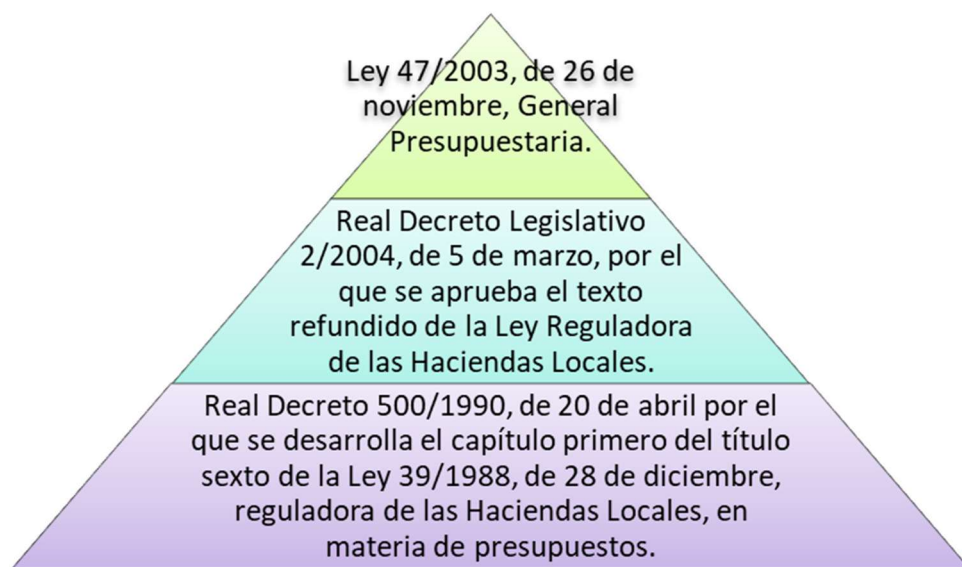 Ley 47/2003, de 26 de
noviembre, General
Presupuestaria.
Real Decreto Legislativo
2/2004, de 5 de marzo, por el
que se aprueba el texto
refundido de la Ley Reguladora
de las Haciendas Locales.
Real Decreto 500/1990, de 20 de abril por el
que se desarrolla el capítulo primero del título
sexto de la Ley 39/1988, de 28 de diciembre,
reguladora de las Haciendas Locales, en
materia de presupuestos.